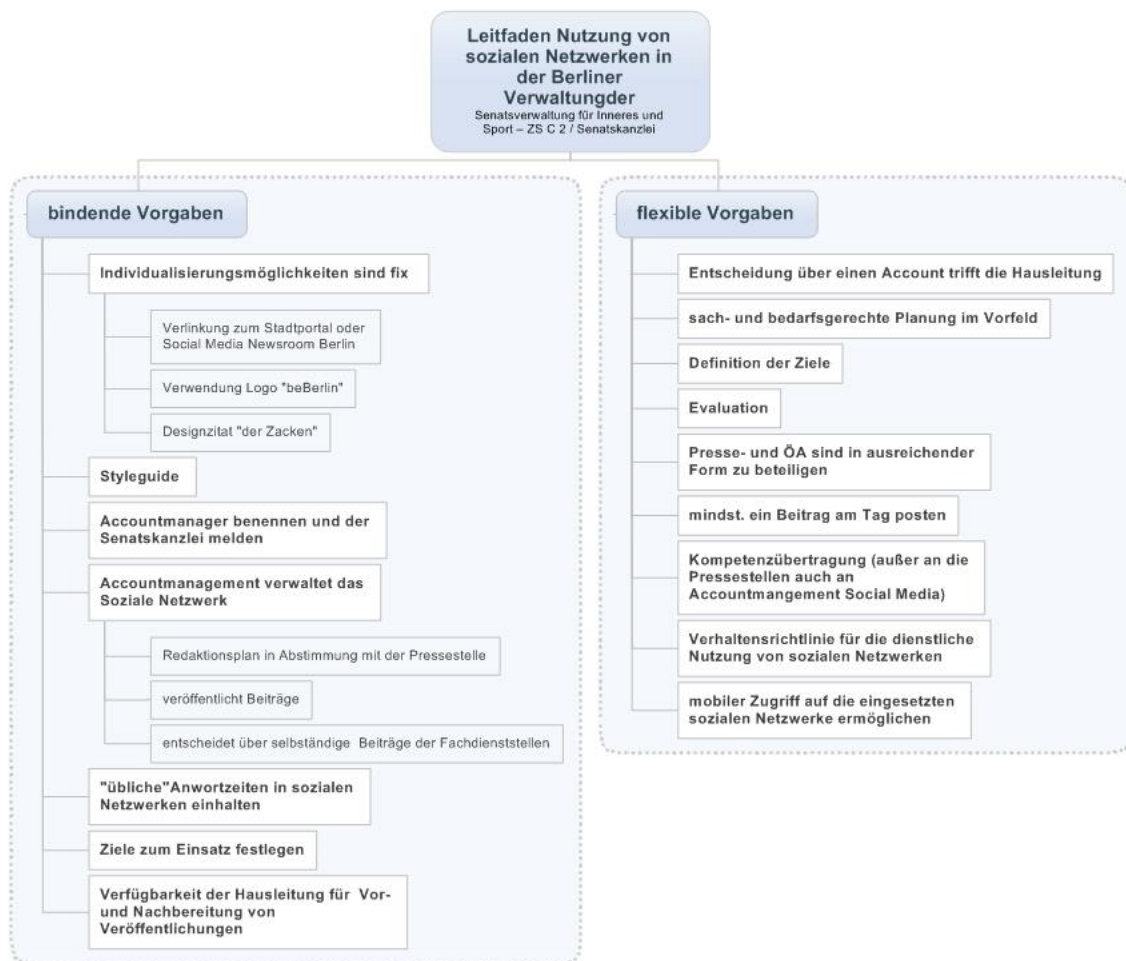 Leitfaden Nutzung von
sozialen Netzwerken in
der Berliner
Verwaltungder
Senatsverwaltung für Inneres und
Sport – ZS C 2 / Senatskanzlei
bindende Vorgaben
Individualisierungsmöglichkeiten sind fix
Verlinkung zum Stadtportal oder
Social Media Newsroom Berlin
Verwendung Logo "beBerlin"
Designzitat "der Zacken"
Styleguide
Accountmanager benennen und der
Senatskanzlei melden
Accountmanagement verwaltet das
Soziale Netzwerk
Redaktionsplan in Abstimmung mit der Pressestelle
veröffentlicht Beiträge
entscheidet über selbständige Beiträge der Fachdienststellen
"übliche"Anwortzeiten in sozialen
Netzwerken einhalten
Ziele zum Einsatz festlegen
Verfügbarkeit der Hausleitung für Vor-
und Nachbereitung von
Veröffentlichungen
flexible Vorgaben
Entscheidung über einen Account trifft die Hausleitung
sach- und bedarfsgerechte Planung im Vorfeld
Definition der Ziele
Evaluation
Presse- und ÖA sind in ausreichender
Form zu beteiligen
mindst. ein Beitrag am Tag posten
Kompetenzübertragung (außer an die
Pressestellen auch an
Accountmangement Social Media)
Verhaltensrichtlinie für die dienstliche
Nutzung von sozialen Netzwerken
mobiler Zugriff auf die eingesetzten
sozialen Netzwerke ermöglichen